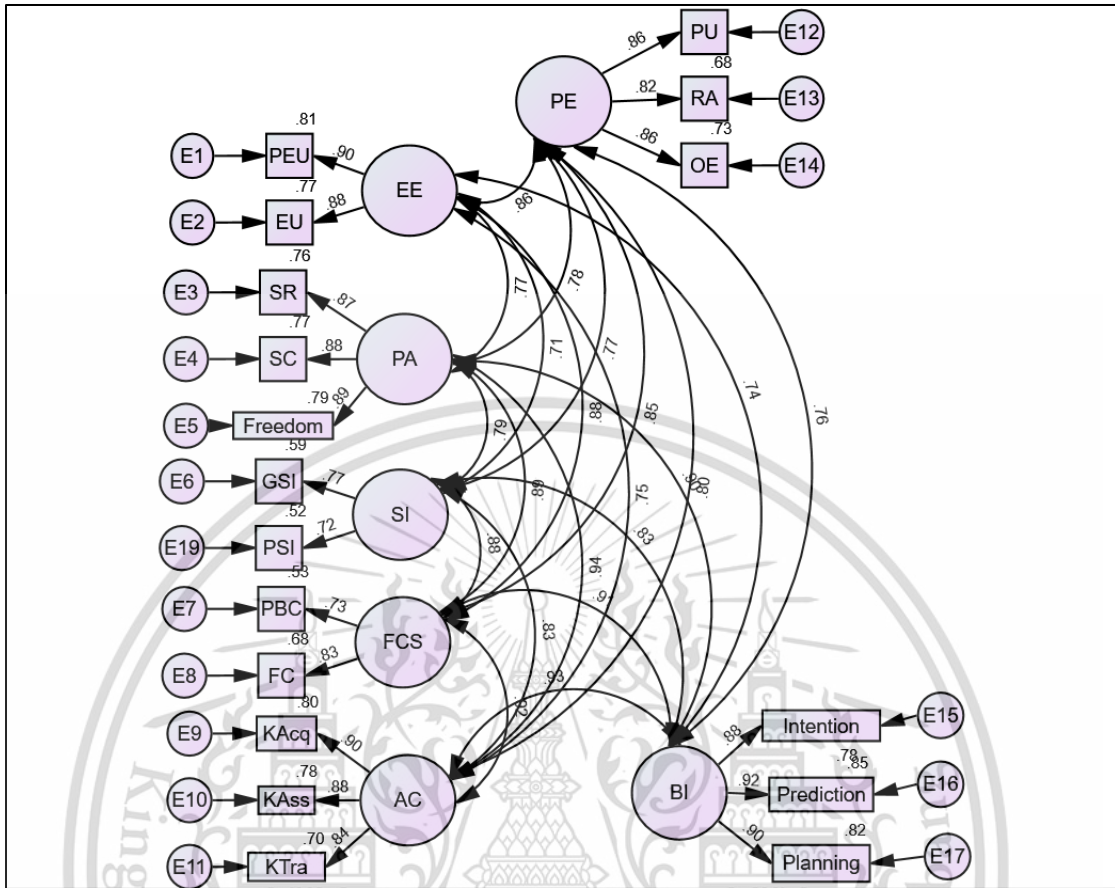 PU
E12
.86
.68
PE
.82
RA
E13
.73
.86
OE
E14
.81
E1
PEU
.90
EE
.77
.86
E2
EU
.88
.76
E3
SR
.87
.77
.78
.77
PA
E4
SC
.88
.71
.77
.74
.76
.79
.89
E5
Freedom
.79
.88
.85
.59
E6
GSI
.77
SI
.89
.75
.90
.80
.52
E19
PSI
.72
.88
.83
.94
.53
E7
PBC
.73
FCS
.91
.83
.68
E8
FC
.83
.93
.80
E9
KAcq
.90
.88
Intention
E15
.78
.78
.85
E10
KAss
.88
AC
BI
.92
Prediction
E16
.70
.84
.90
.82
E11
KTra
Planning
E17
King